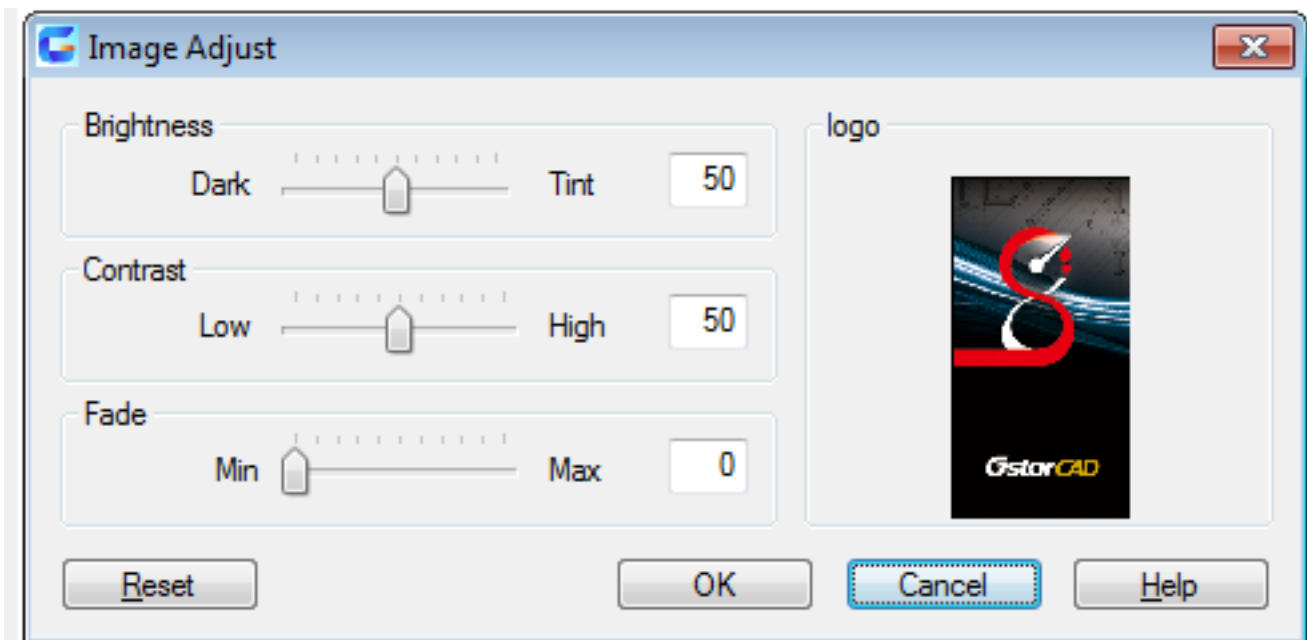 Image Adjust
Brightness
Dark Tint 50
Contrast
Low High 50
Fade
Min Max 0
logo
GstarCAD
Reset OK Cancel Help